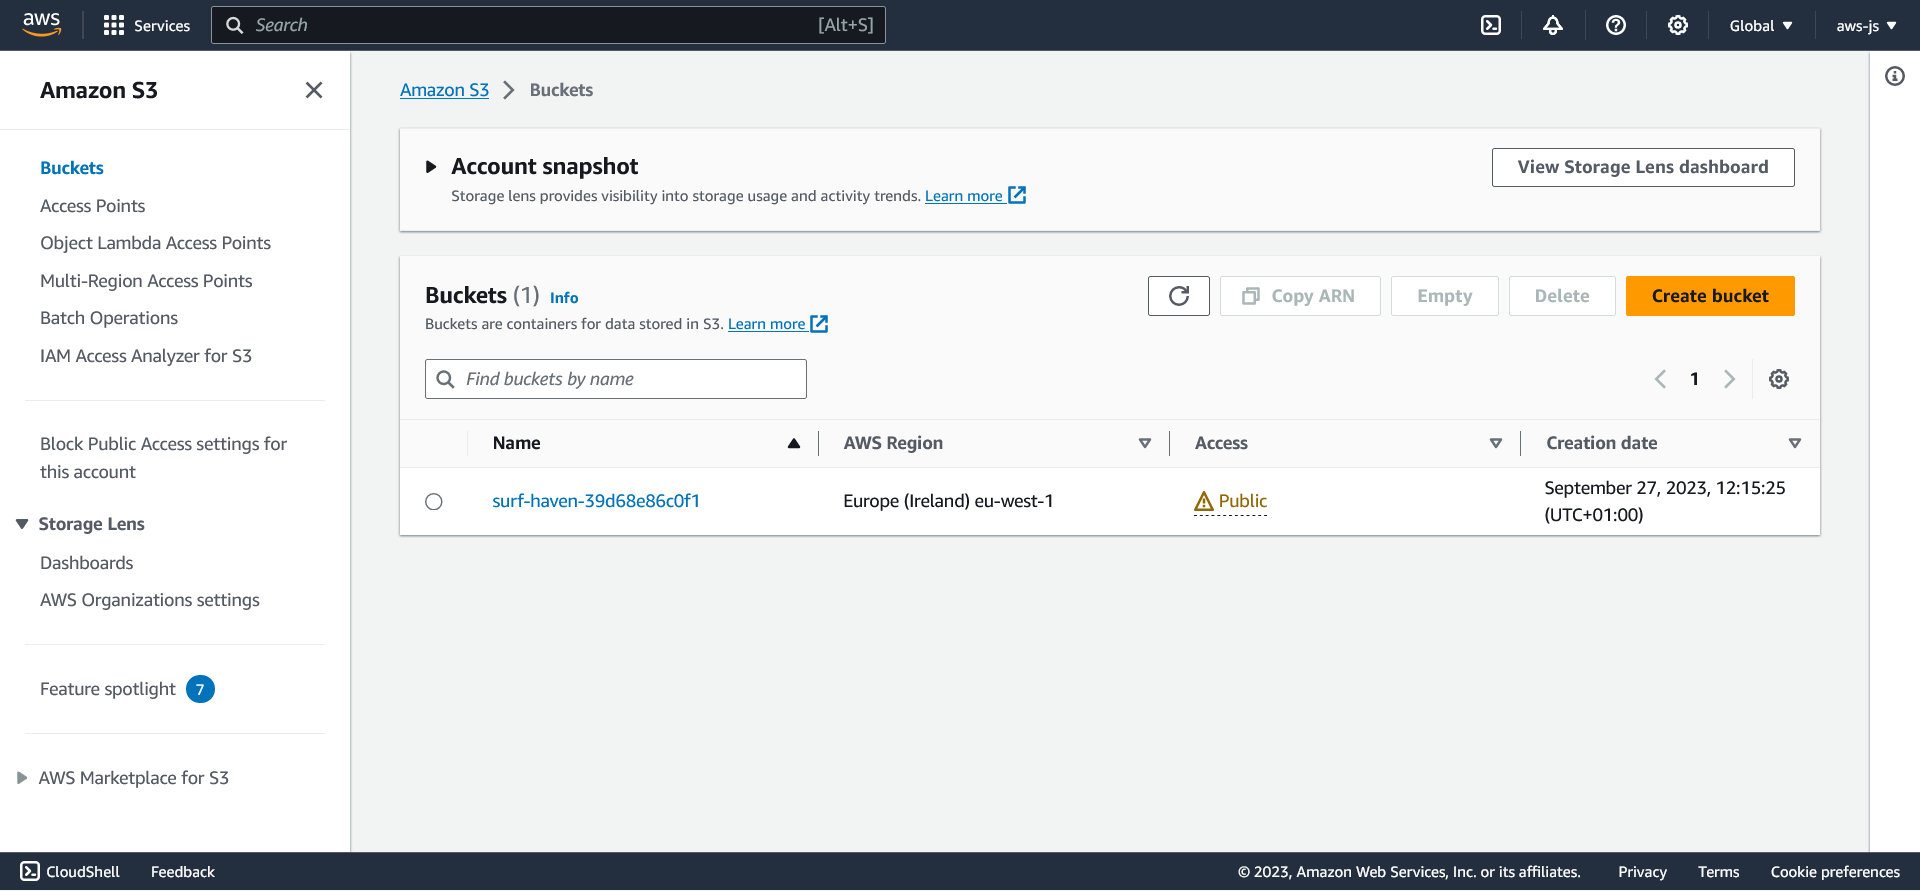 aws
Services
Search
[Alt+S]
Global
aws-js
Amazon S3
Buckets
Access Points
Object Lambda Access Points
Multi-Region Access Points
Batch Operations
IAM Access Analyzer for S3
Block Public Access settings for
this account
Storage Lens
Dashboards
AWS Organizations settings
Feature spotlight 7
AWS Marketplace for S3
Amazon S3 > Buckets
Account snapshot
Storage lens provides visibility into storage usage and activity trends. Learn more
View Storage Lens dashboard
Buckets (1) Info
Buckets are containers for data stored in S3. Learn more
Copy ARN
Empty
Delete
Create bucket
Find buckets by name
1
Name
AWS Region
Access
Creation date
surf-haven-39d68e86c0f1
Europe (Ireland) eu-west-1
Public
September 27, 2023, 12:15:25
(UTC+01:00)
CloudShell
Feedback
© 2023, Amazon Web Services, Inc. or its affiliates.
Privacy
Terms
Cookie preferences